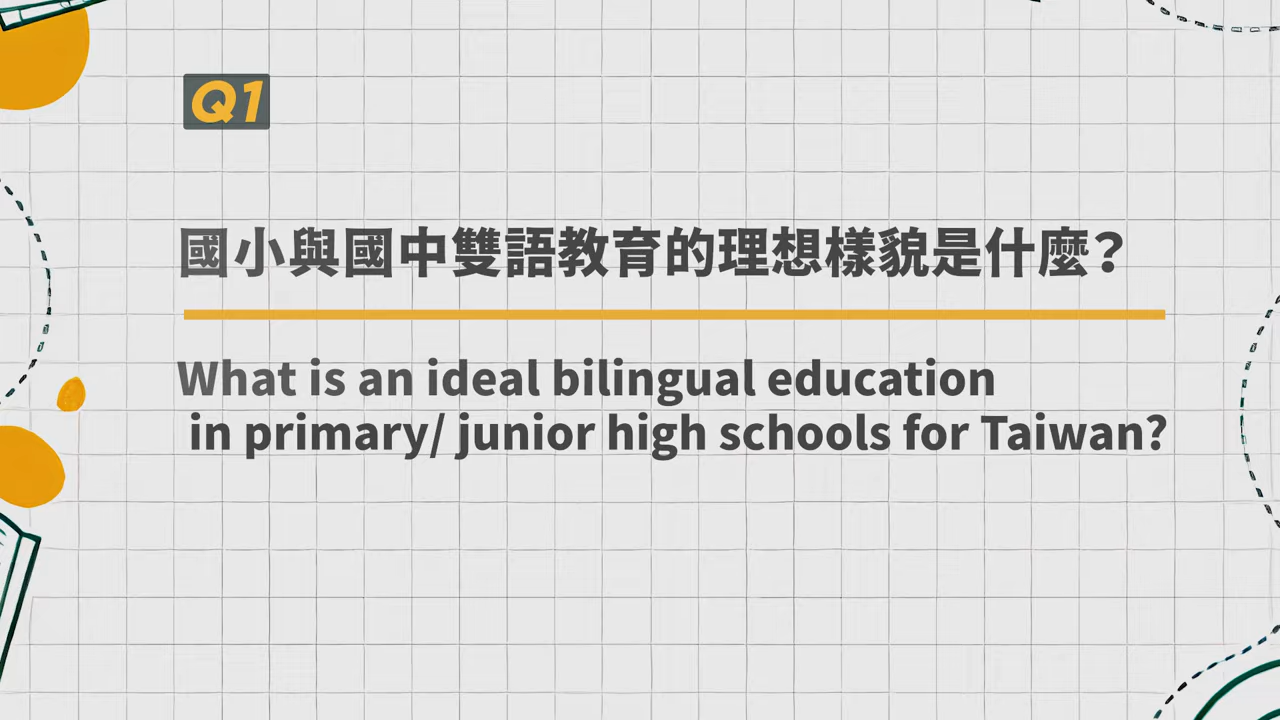 Q1
國小與國中雙語教育的理想樣貌是什麼？
What is an ideal bilingual education
in primary/ junior high schools for Taiwan?